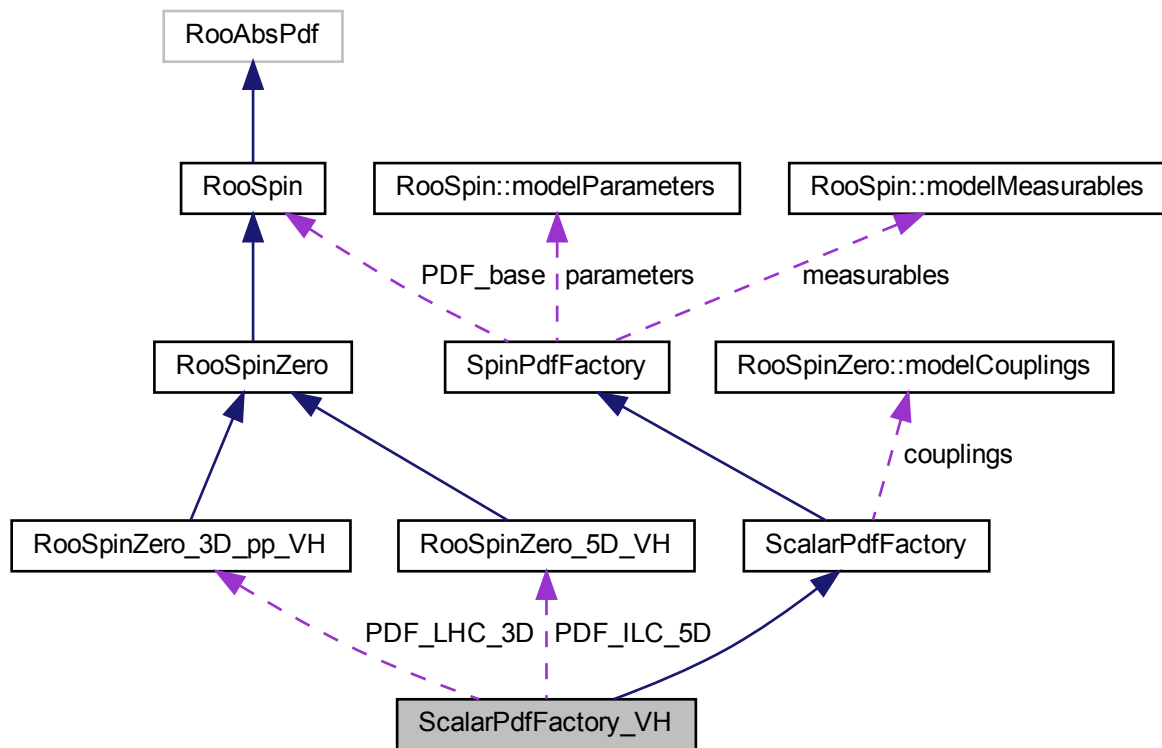 RooAbsPdf
RooSpin
RooSpin::modelParameters
RooSpin::modelMeasurables
PDF_base
parameters
measurables
RooSpinZero
SpinPdfFactory
RooSpinZero::modelCouplings
couplings
RooSpinZero_3D_pp_VH
RooSpinZero_5D_VH
ScalarPdfFactory
PDF_LHC_3D
PDF_ILC_5D
ScalarPdfFactory_VH